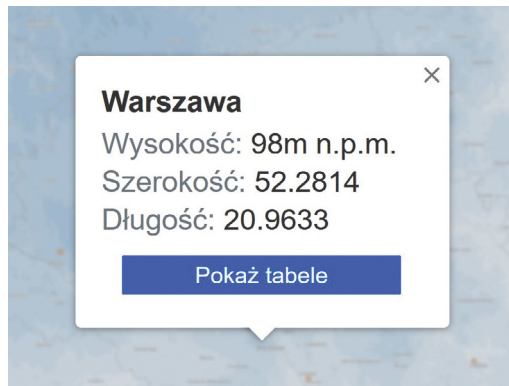 Warszawa
Wysokość: 98m n.p.m.
Szerokość: 52.2814
Długość: 20.9633
Pokaż tabele